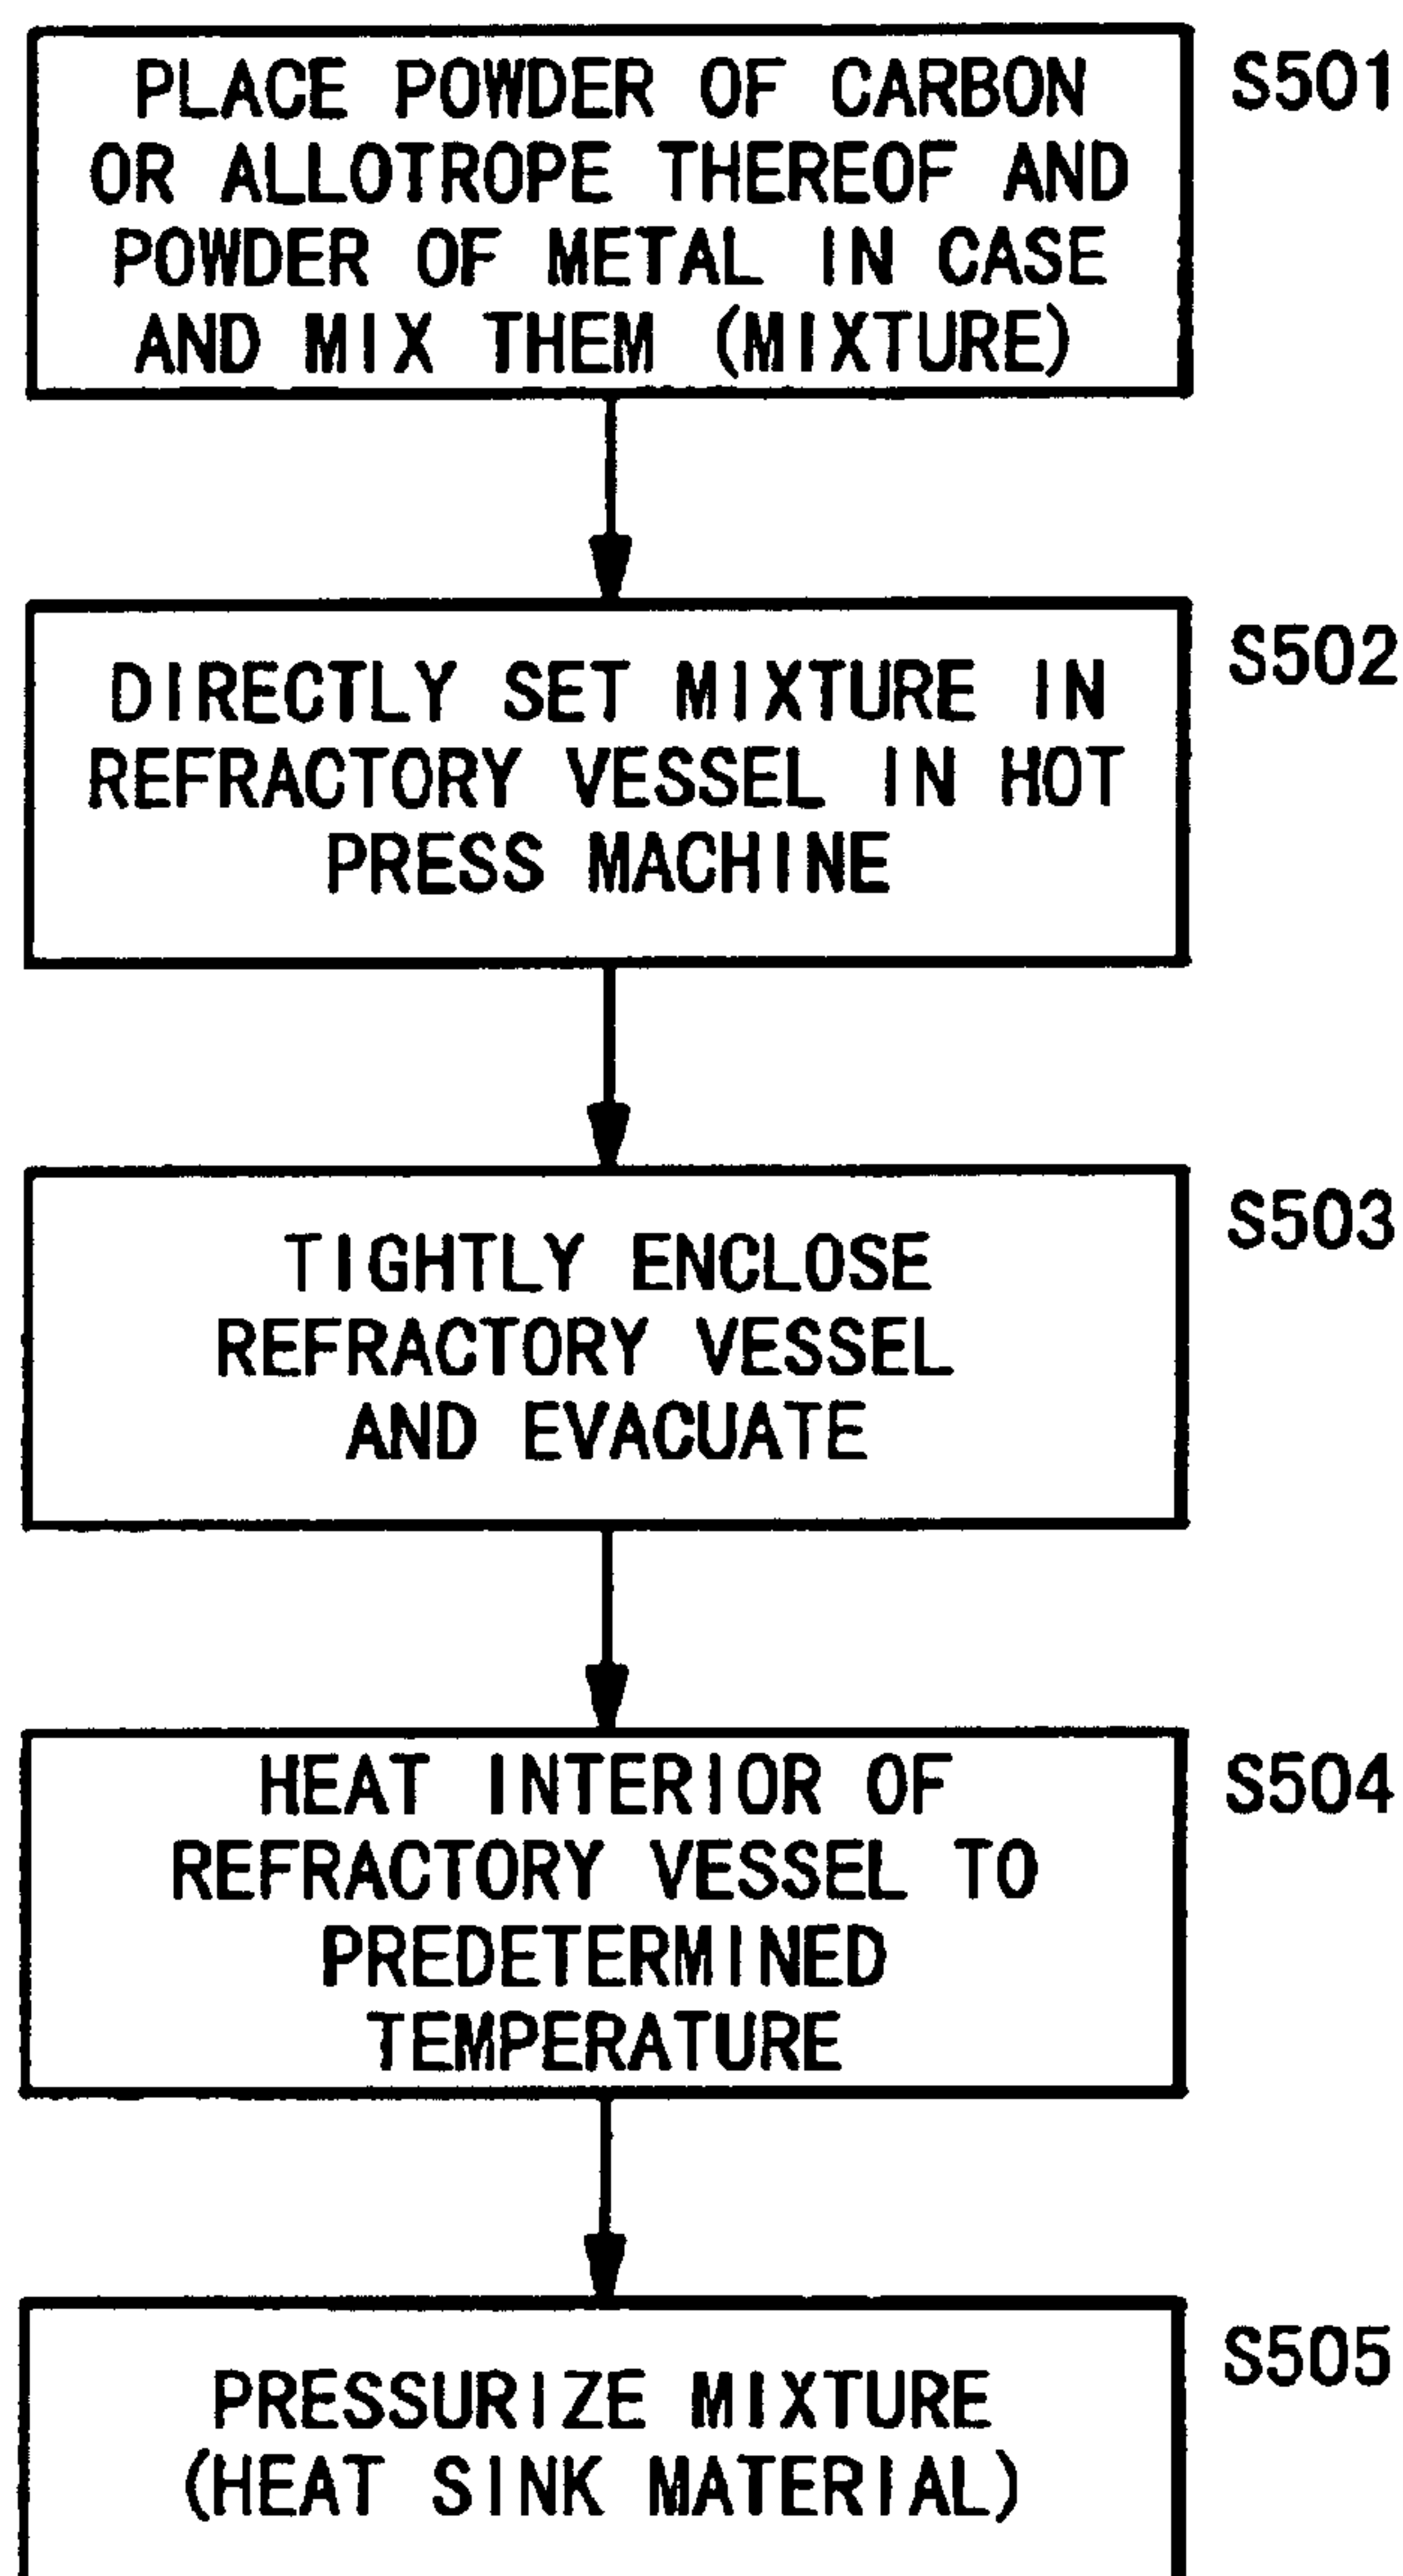 PLACE POWDER OF CARBON
OR ALLOTROPE THEREOF AND
POWDER OF METAL IN CASE
AND MIX THEM (MIXTURE)
S501
DIRECTLY SET MIXTURE IN
REFRACTORY VESSEL IN HOT
PRESS MACHINE
S502
TIGHTLY ENCLOSE
REFRACTORY VESSEL
AND EVACUATE
S503
HEAT INTERIOR OF
REFRACTORY VESSEL TO
PREDETERMINED
TEMPERATURE
S504
PRESSURIZE MIXTURE
(HEAT SINK MATERIAL)
S505